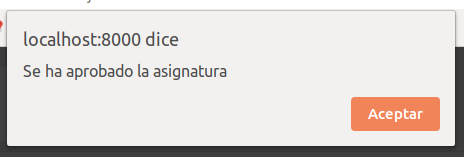 localhost:8000 dice
Se ha aprobado la asignatura
Aceptar